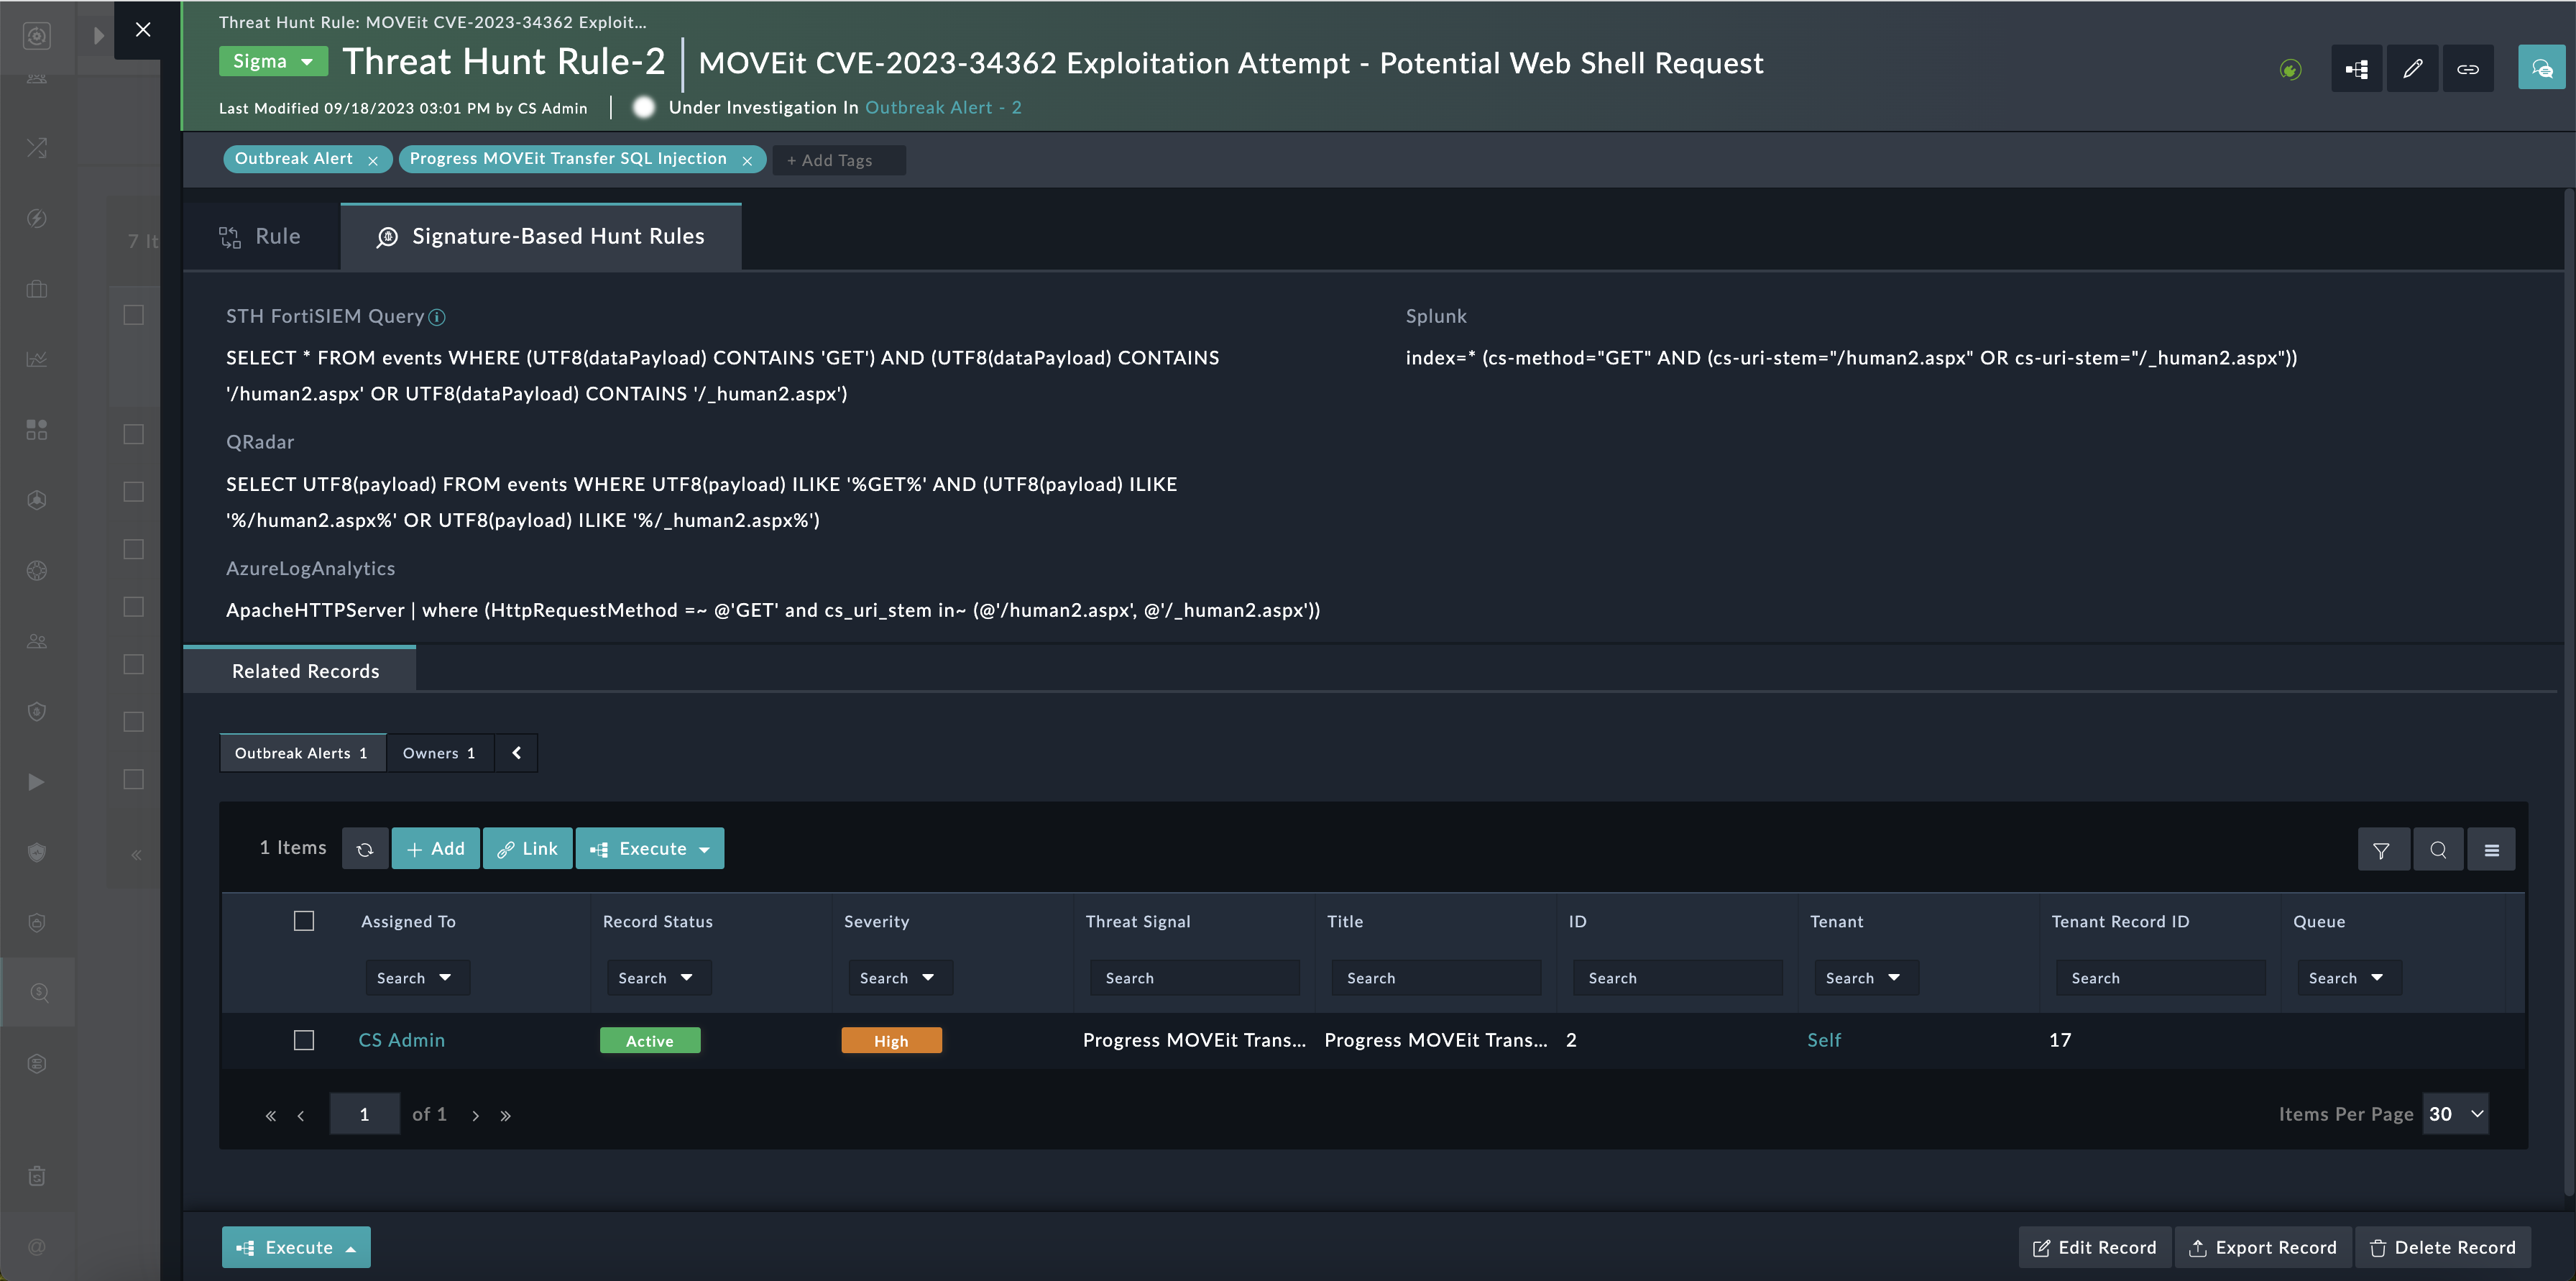 Threat Hunt Rule: MOVEit CVE-2023-34362 Exploit...
Sigma
Threat Hunt Rule-2
MOVEit CVE-2023-34362 Exploitation Attempt - Potential Web Shell Request
Last Modified 09/18/2023 03:01 PM by CS Admin
Under Investigation In Outbreak Alert - 2
Outbreak Alert
Progress MOVEit Transfer SQL Injection
+ Add Tags
7 It
Rule
Signature-Based Hunt Rules
STH FortiSIEM Query
SELECT * FROM events WHERE (UTF8(dataPayload) CONTAINS 'GET') AND (UTF8(dataPayload) CONTAINS
'/human2.aspx' OR UTF8(dataPayload) CONTAINS '/_human2.aspx')
Splunk
index=* (cs-method="GET" AND (cs-uri-stem="/human2.aspx" OR cs-uri-stem="/_human2.aspx"))
QRadar
SELECT UTF8(payload) FROM events WHERE UTF8(payload) ILIKE '%GET%' AND (UTF8(payload) ILIKE
'%/human2.aspx%' OR UTF8(payload) ILIKE '%/_human2.aspx%')
AzureLogAnalytics
ApacheHTTPServer | where (HttpRequestMethod =~ @'GET' and cs_uri_stem in~ (@'/human2.aspx', @'/_human2.aspx'))
Related Records
Outbreak Alerts 1
Owners 1
1 Items
+ Add
Link
Execute
Assigned To
Record Status
Severity
Threat Signal
Title
ID
Tenant
Tenant Record ID
Queue
Search
Search
Search
Search
Search
Search
Search
Search
Search
CS Admin
Active
High
Progress MOVEit Trans...
Progress MOVEit Trans...
2
Self
17
« ‹ 1 of 1 › »
Items Per Page 30
Execute
Edit Record
Export Record
Delete Record